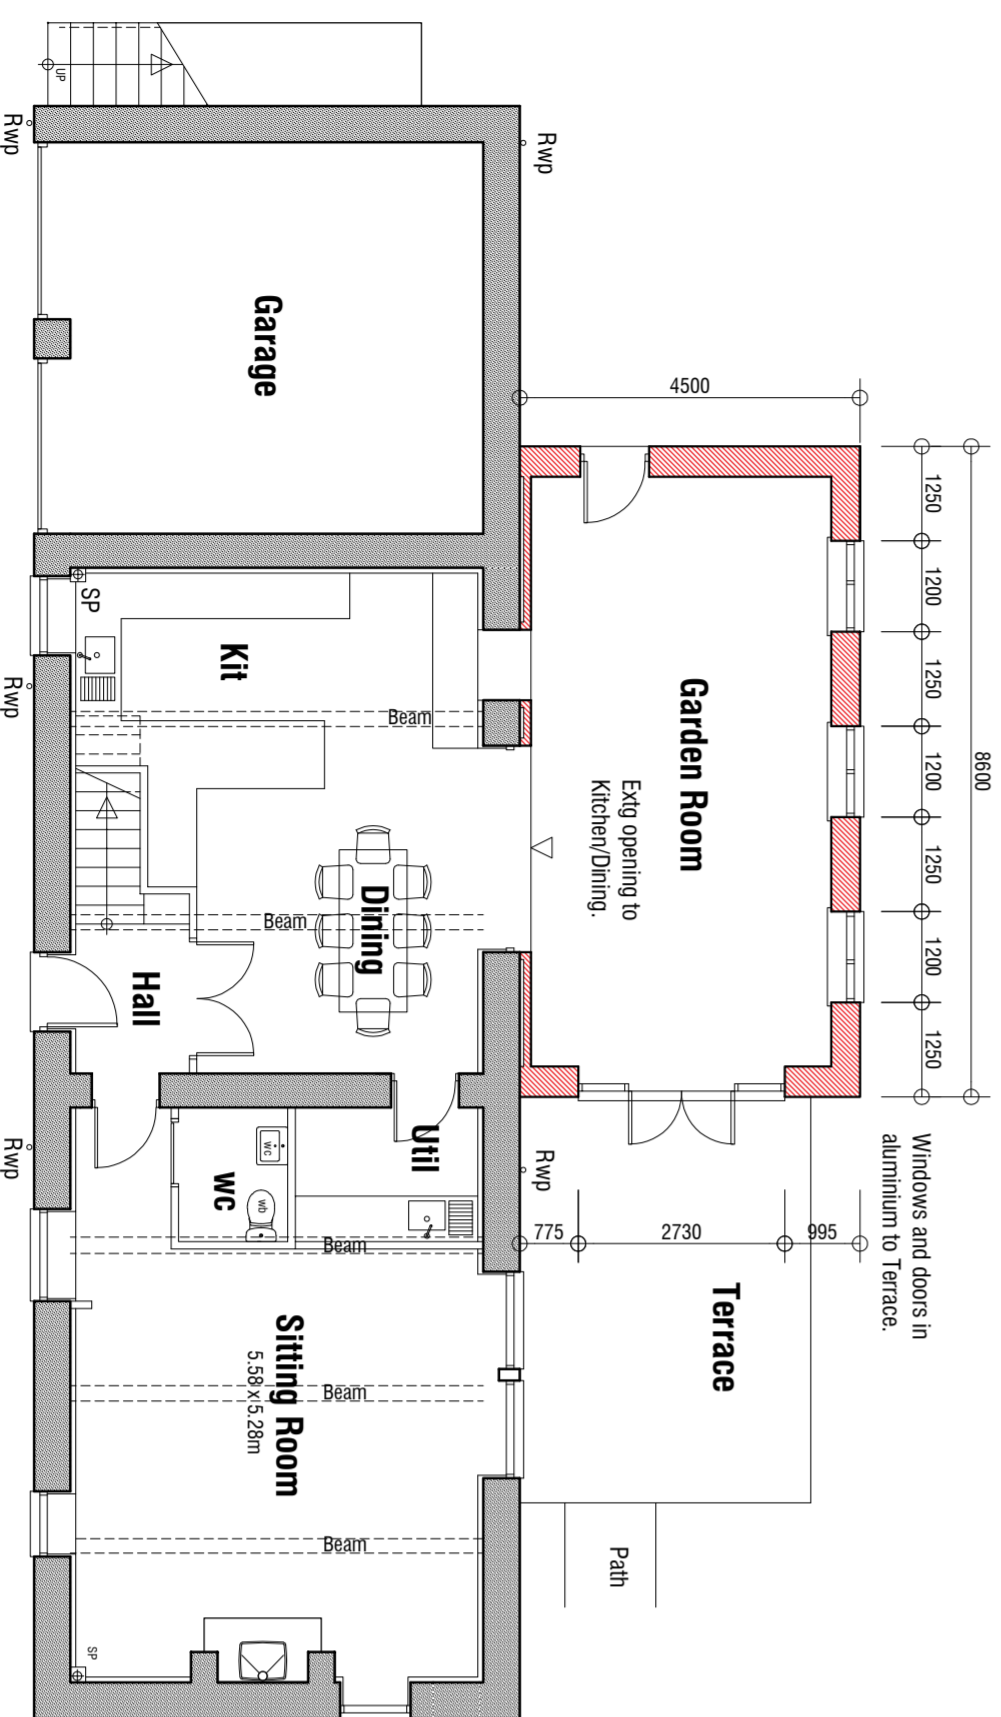 8600
1250
1200
1250
1200
1250
1200
1250
4500
Windows and doors in
aluminium to Terrace.
995
2730
775
Garden Room
Extg opening to
Kitchen/Dining.
Terrace
Path
Rwp
Rwp
Garage
Kit
SP
Beam
Dining
Beam
Hall
Util
wc
WC
wb
Beam
Sitting Room
5.58 x 5.28m
Beam
Beam
SP
UP
Rwp
Rwp
Rwp